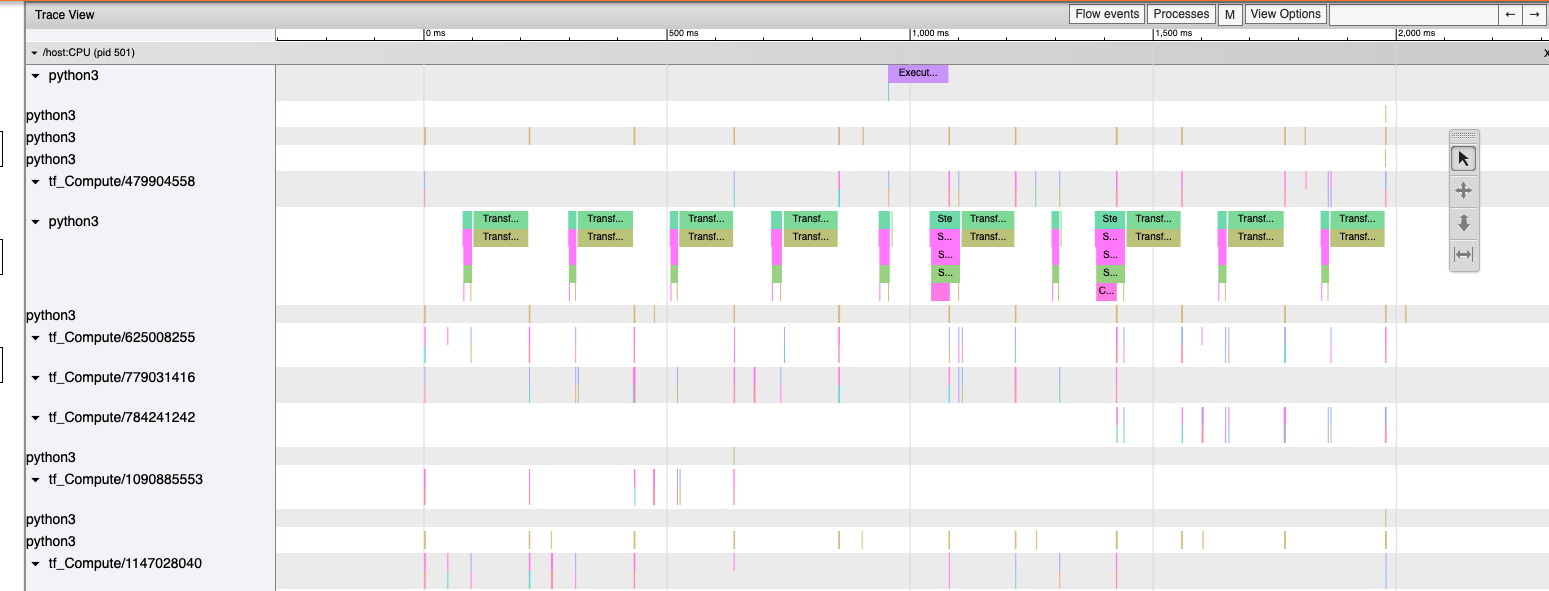 Trace View
Flow events Processes M View Options ← →
0 ms 500 ms 1,000 ms 1,500 ms 2,000 ms
/host:CPU (pid 501) X
python3
Execut...
python3
python3
python3
tf_Compute/479904558
python3
Transf... Transf... Transf... Transf... Ste Transf... Ste Transf... Transf... Transf...
Transf... Transf... Transf... Transf... S... Transf... S... Transf... Transf... Transf...
S... S...
S... S...
C...
python3
tf_Compute/625008255
tf_Compute/779031416
tf_Compute/784241242
python3
tf_Compute/1090885553
python3
python3
tf_Compute/1147028040